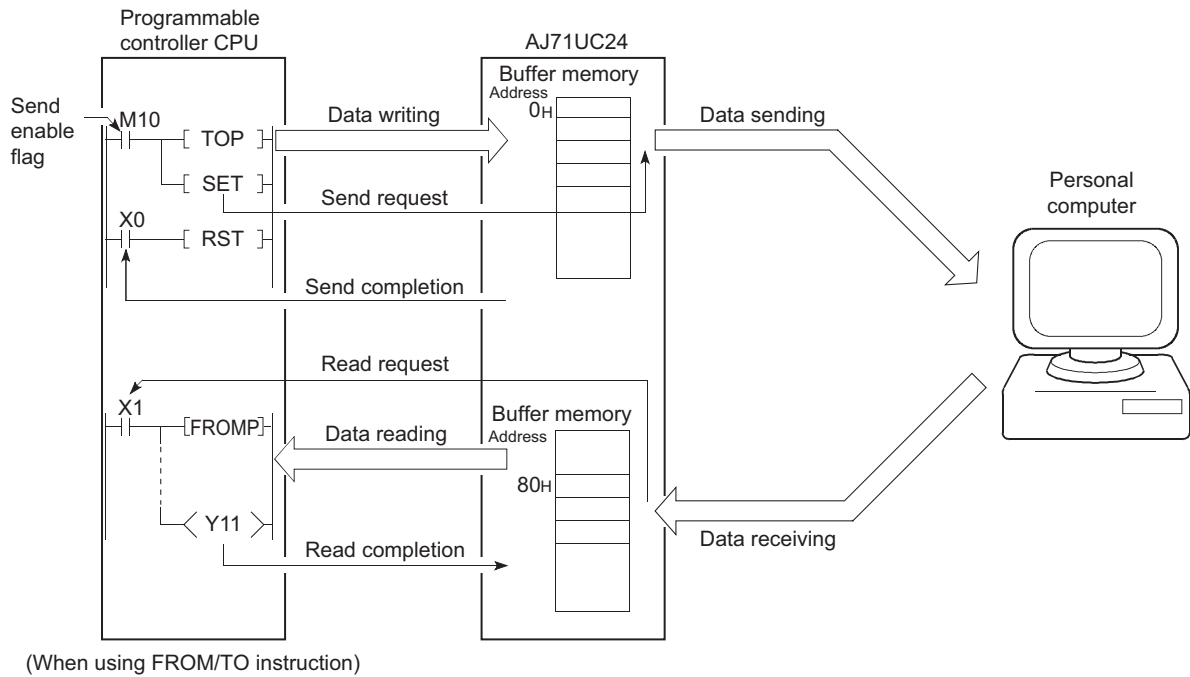 Programmable
controller CPU
AJ71UC24
Buffer memory
Address
0H
Send
enable
flag
M10
TOP
Data writing
Data sending
SET
Send request
Personal
computer
X0
RST
Send completion
Read request
X1
FROMP
Data reading
Buffer memory
Address
80H
Y11
Data receiving
Read completion
(When using FROM/TO instruction)